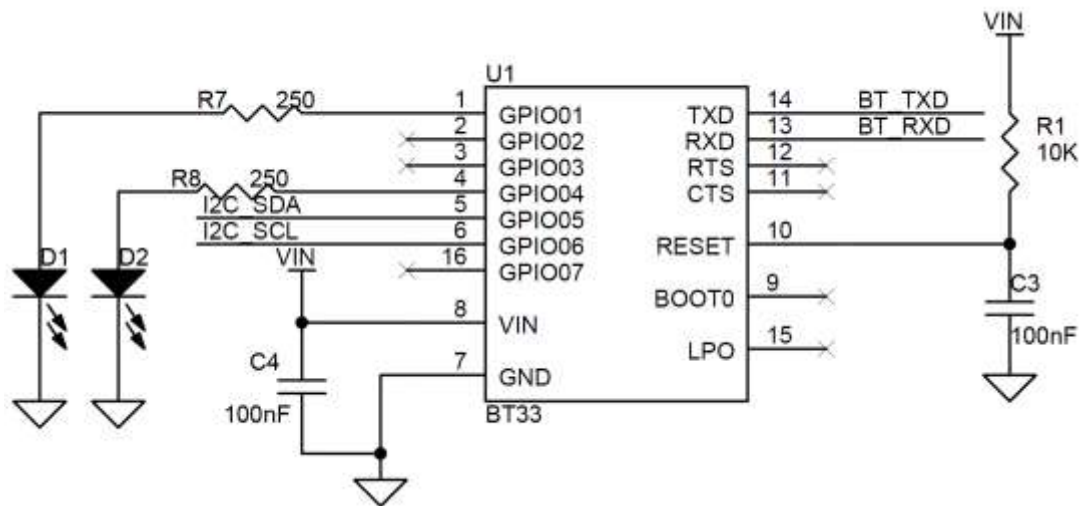 VIN
U1
R7 250 1 GPIO01 TXD 14 BT_TXD
2 GPIO02 RXD 13 BT_RXD
R1
10K
3 GPIO03 RTS 12
R8 250 4 GPIO04 CTS 11
I2C_SDA 5 GPIO05
I2C_SCL 6 GPIO06 RESET 10
D1 D2 VIN 16 GPIO07
BOOT0 9
C3
100nF
8 VIN
LPO 15
C4
100nF
7 GND
BT33